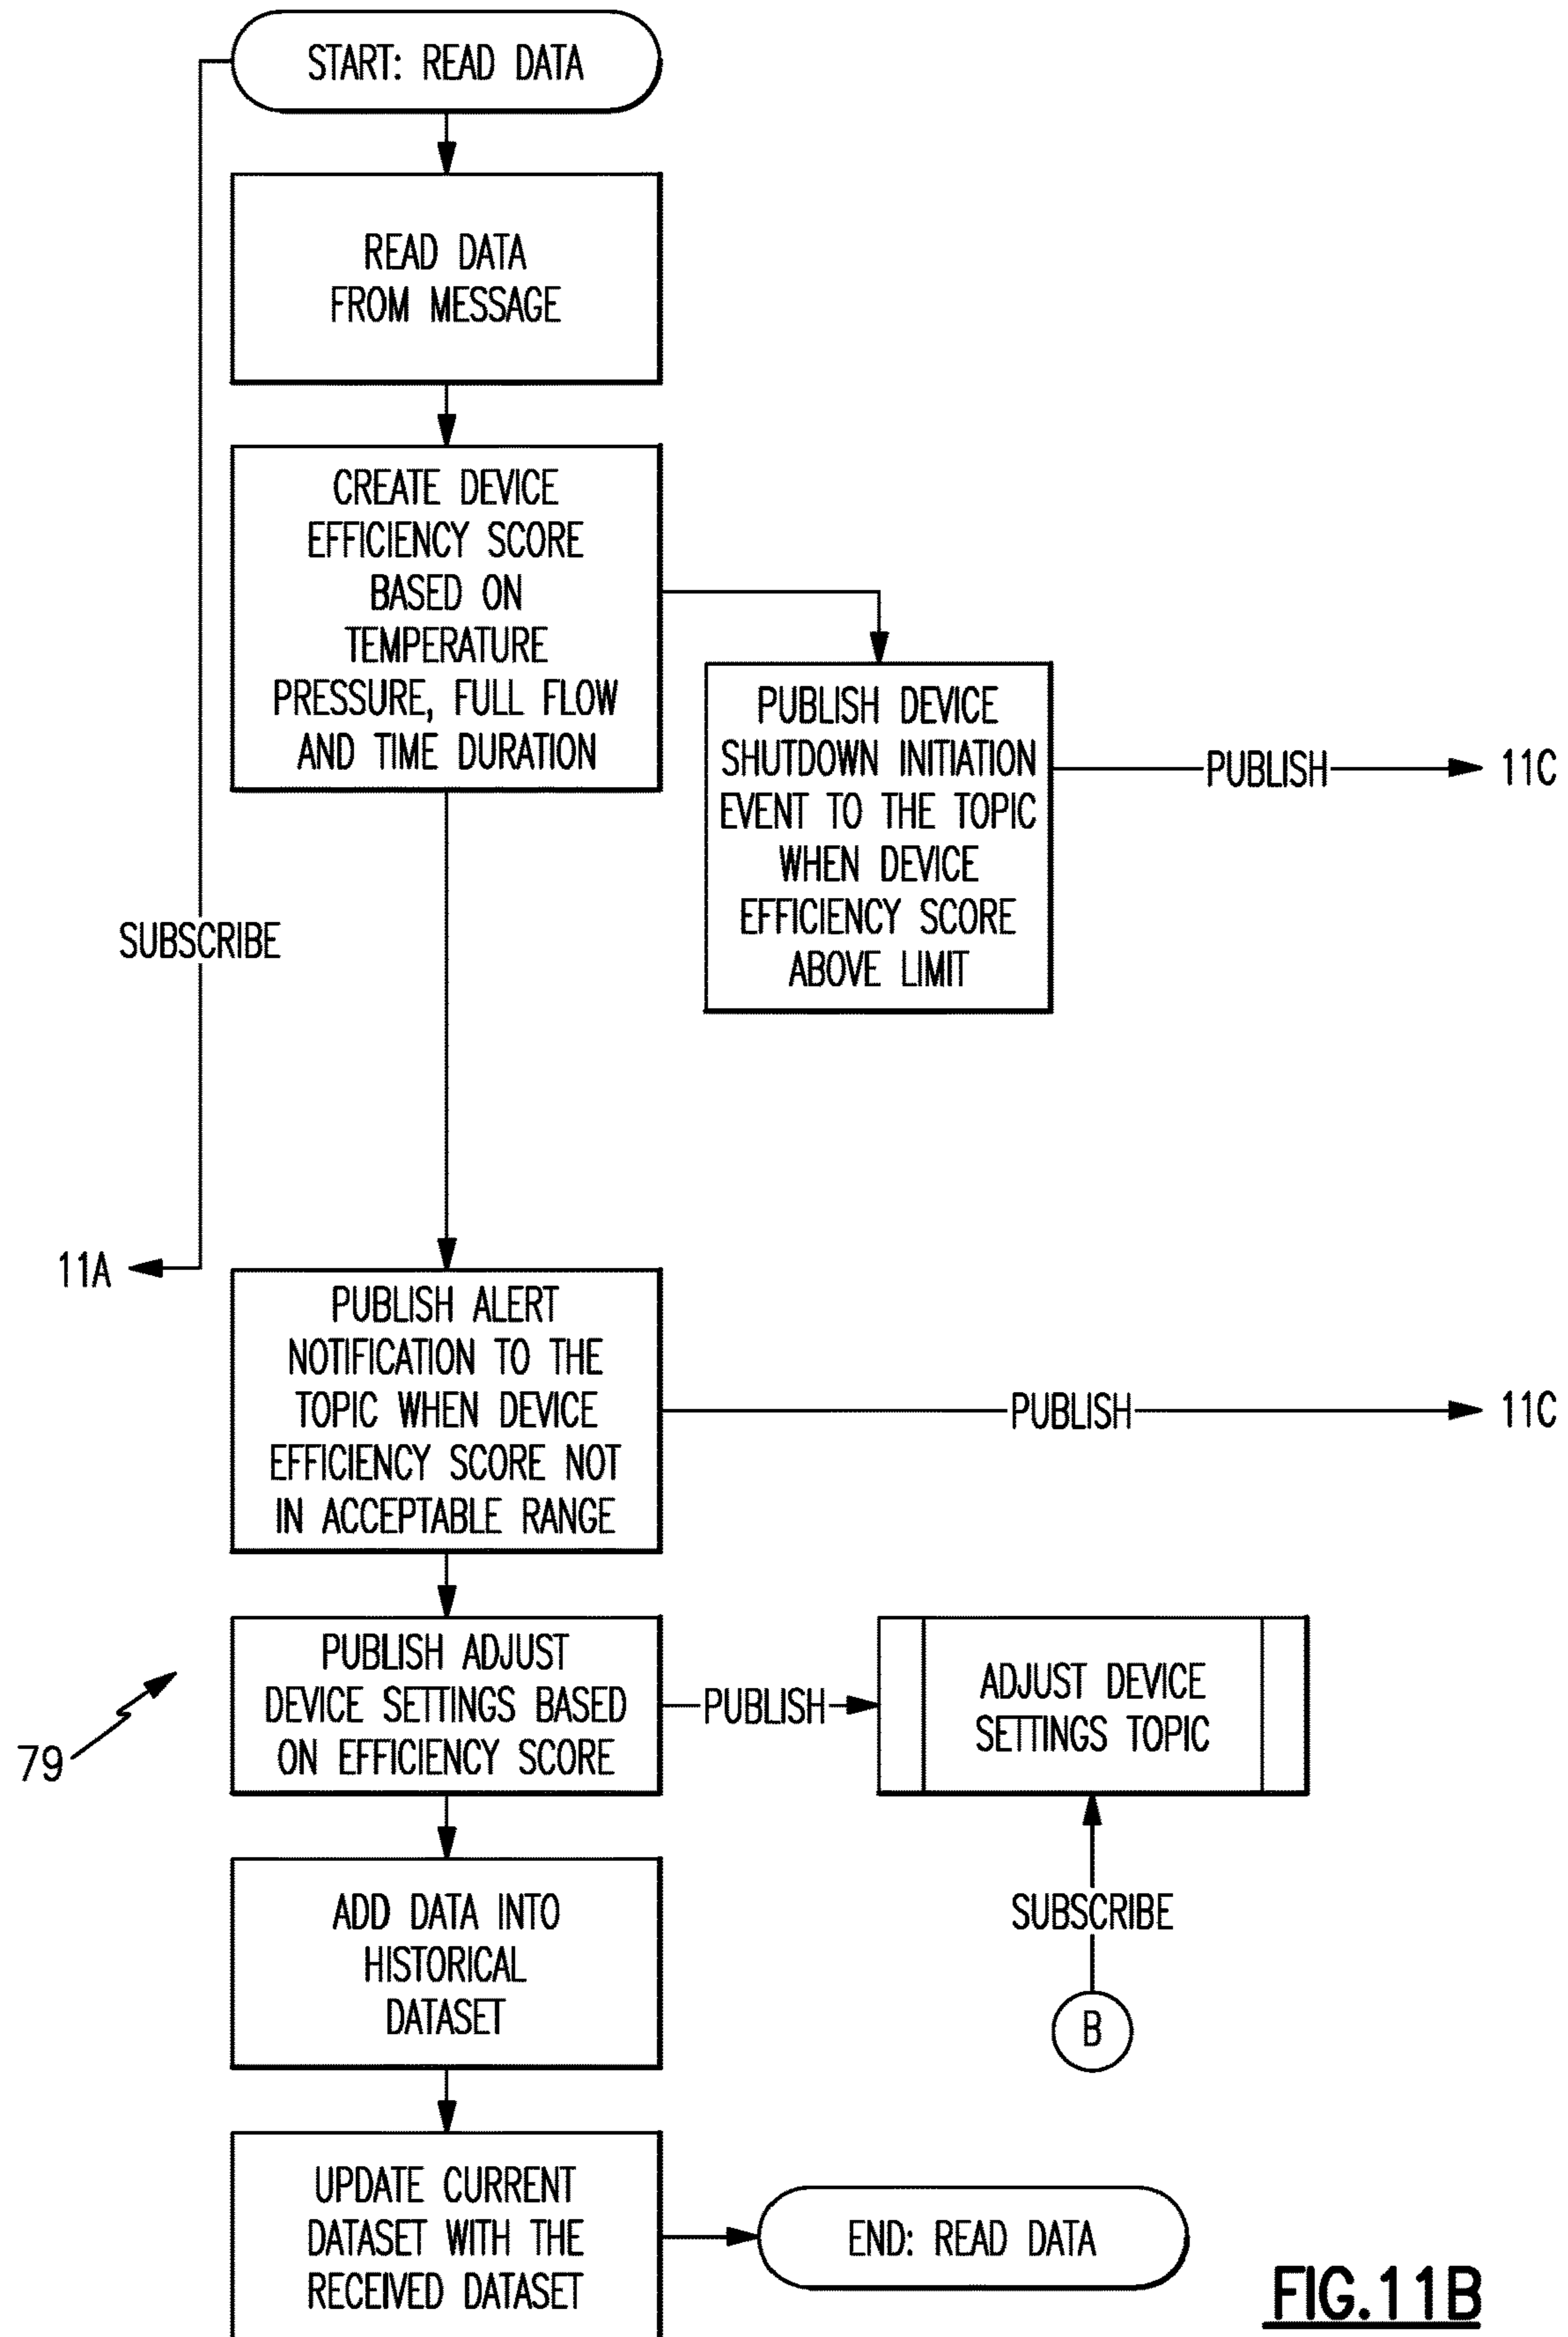 START: READ DATA
READ DATA
FROM MESSAGE
CREATE DEVICE
EFFICIENCY SCORE
BASED ON
TEMPERATURE
PRESSURE, FULL FLOW
AND TIME DURATION
PUBLISH DEVICE
SHUTDOWN INITIATION
EVENT TO THE TOPIC
WHEN DEVICE
EFFICIENCY SCORE
ABOVE LIMIT
PUBLISH
11C
SUBSCRIBE
11A
PUBLISH ALERT
NOTIFICATION TO THE
TOPIC WHEN DEVICE
EFFICIENCY SCORE NOT
IN ACCEPTABLE RANGE
PUBLISH
11C
PUBLISH ADJUST
DEVICE SETTINGS BASED
ON EFFICIENCY SCORE
PUBLISH
ADJUST DEVICE
SETTINGS TOPIC
79
ADD DATA INTO
HISTORICAL
DATASET
SUBSCRIBE
B
UPDATE CURRENT
DATASET WITH THE
RECEIVED DATASET
END: READ DATA
FIG.11B